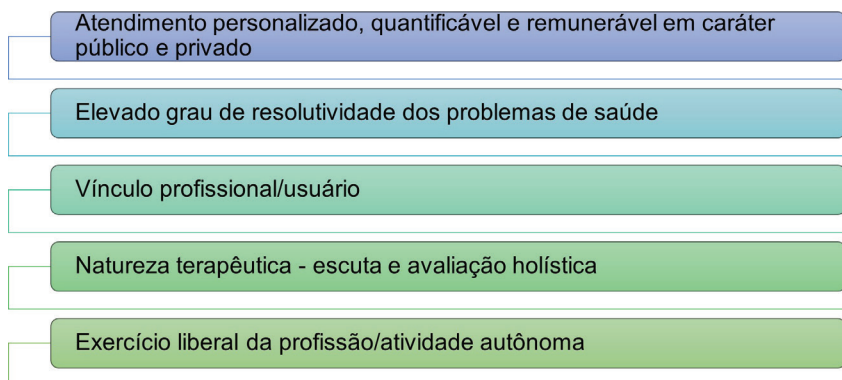 Atendimento personalizado, quantificável e remunerável em caráter
público e privado
Elevado grau de resolutividade dos problemas de saúde
Vínculo profissional/usuário
Natureza terapêutica - escuta e avaliação holística
Exercício liberal da profissão/atividade autônoma